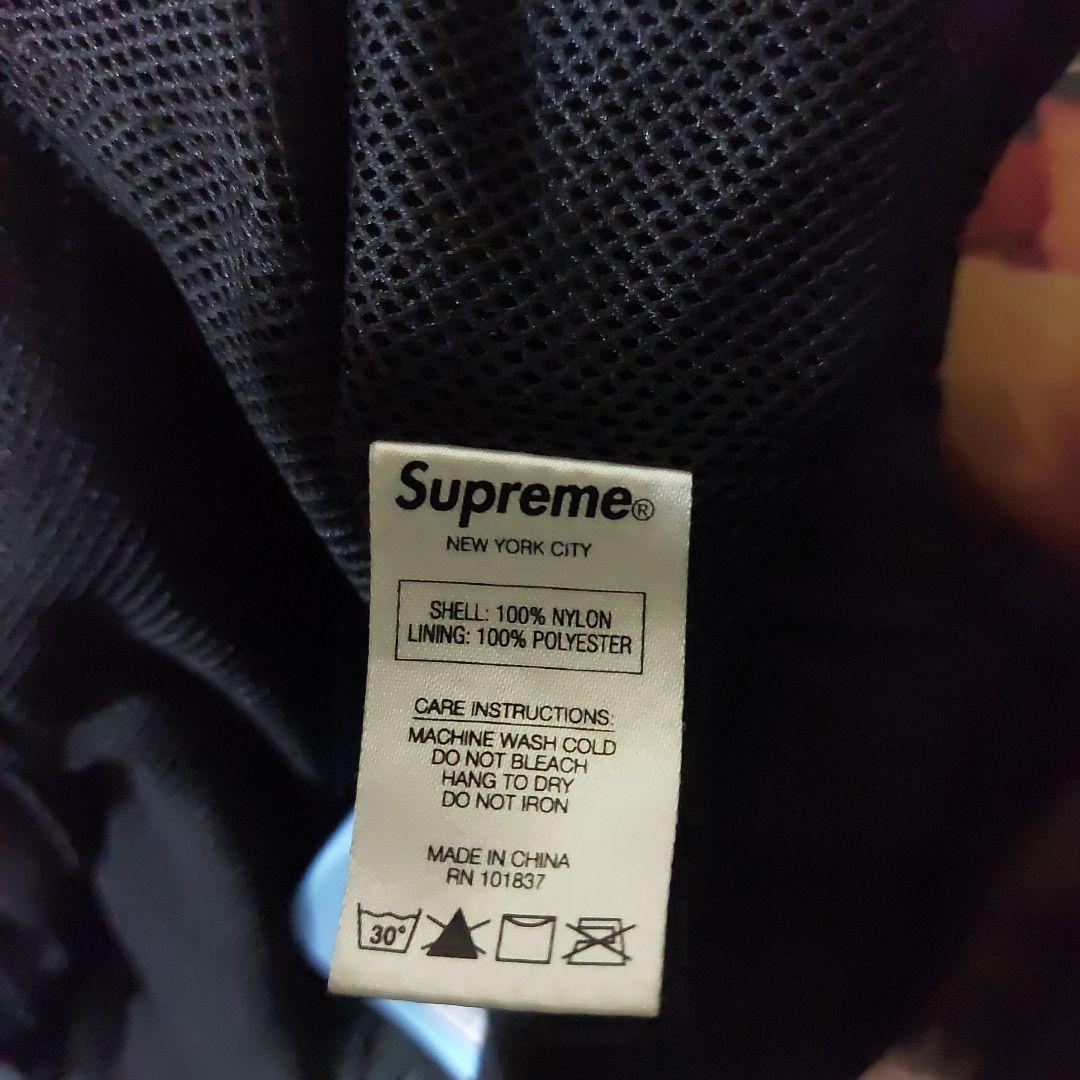 Supreme®
NEW YORK CITY
SHELL: 100% NYLON
LINING: 100% POLYESTER
CARE INSTRUCTIONS:
MACHINE WASH COLD
DO NOT BLEACH
HANG TO DRY
DO NOT IRON
MADE IN CHINA
RN 101837
30°